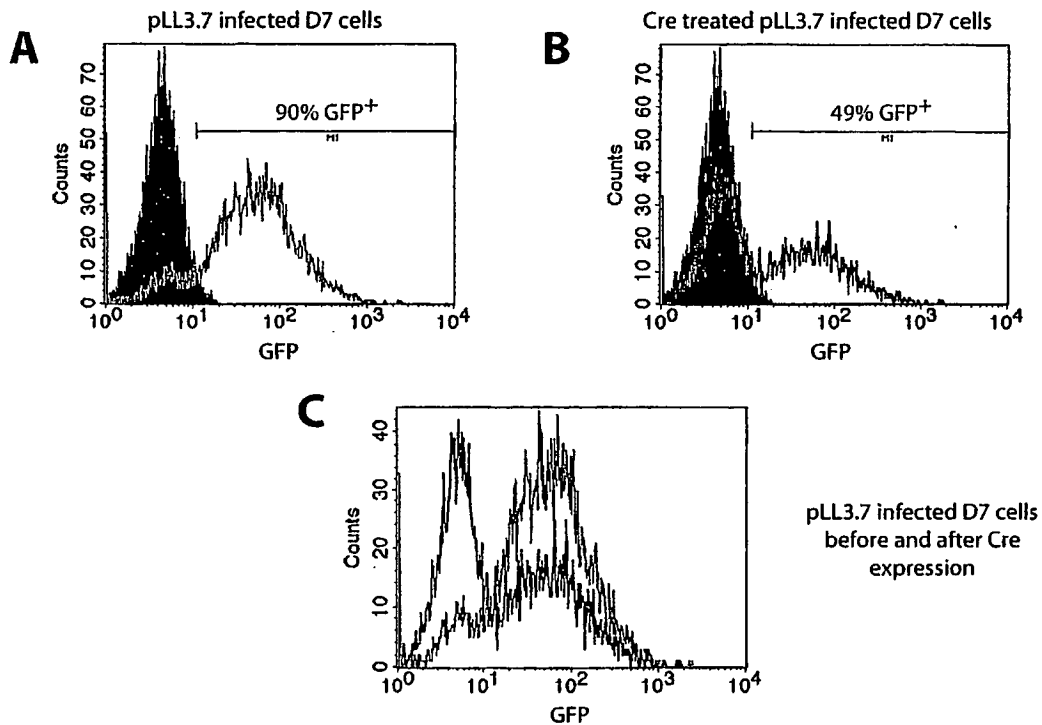 A
pLL3.7 infected D7 cells
90% GFP⁺
M1
Counts
70
60
50
40
30
20
10
0
10⁰ 10¹ 10² 10³ 10⁴
GFP
B
Cre treated pLL3.7 infected D7 cells
49% GFP⁺
M1
Counts
70
60
50
40
30
20
10
0
10⁰ 10¹ 10² 10³ 10⁴
GFP
C
Counts
40
30
20
10
0
10⁰ 10¹ 10² 10³ 10⁴
GFP
pLL3.7 infected D7 cells
before and after Cre
expression